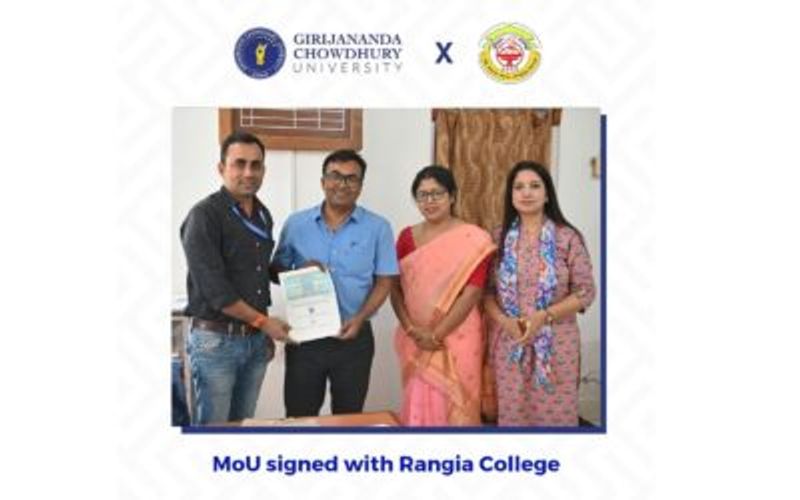 GIRIJANANDA
CHOWDHURY
UNIVERSITY
X
MoU signed with Rangia College